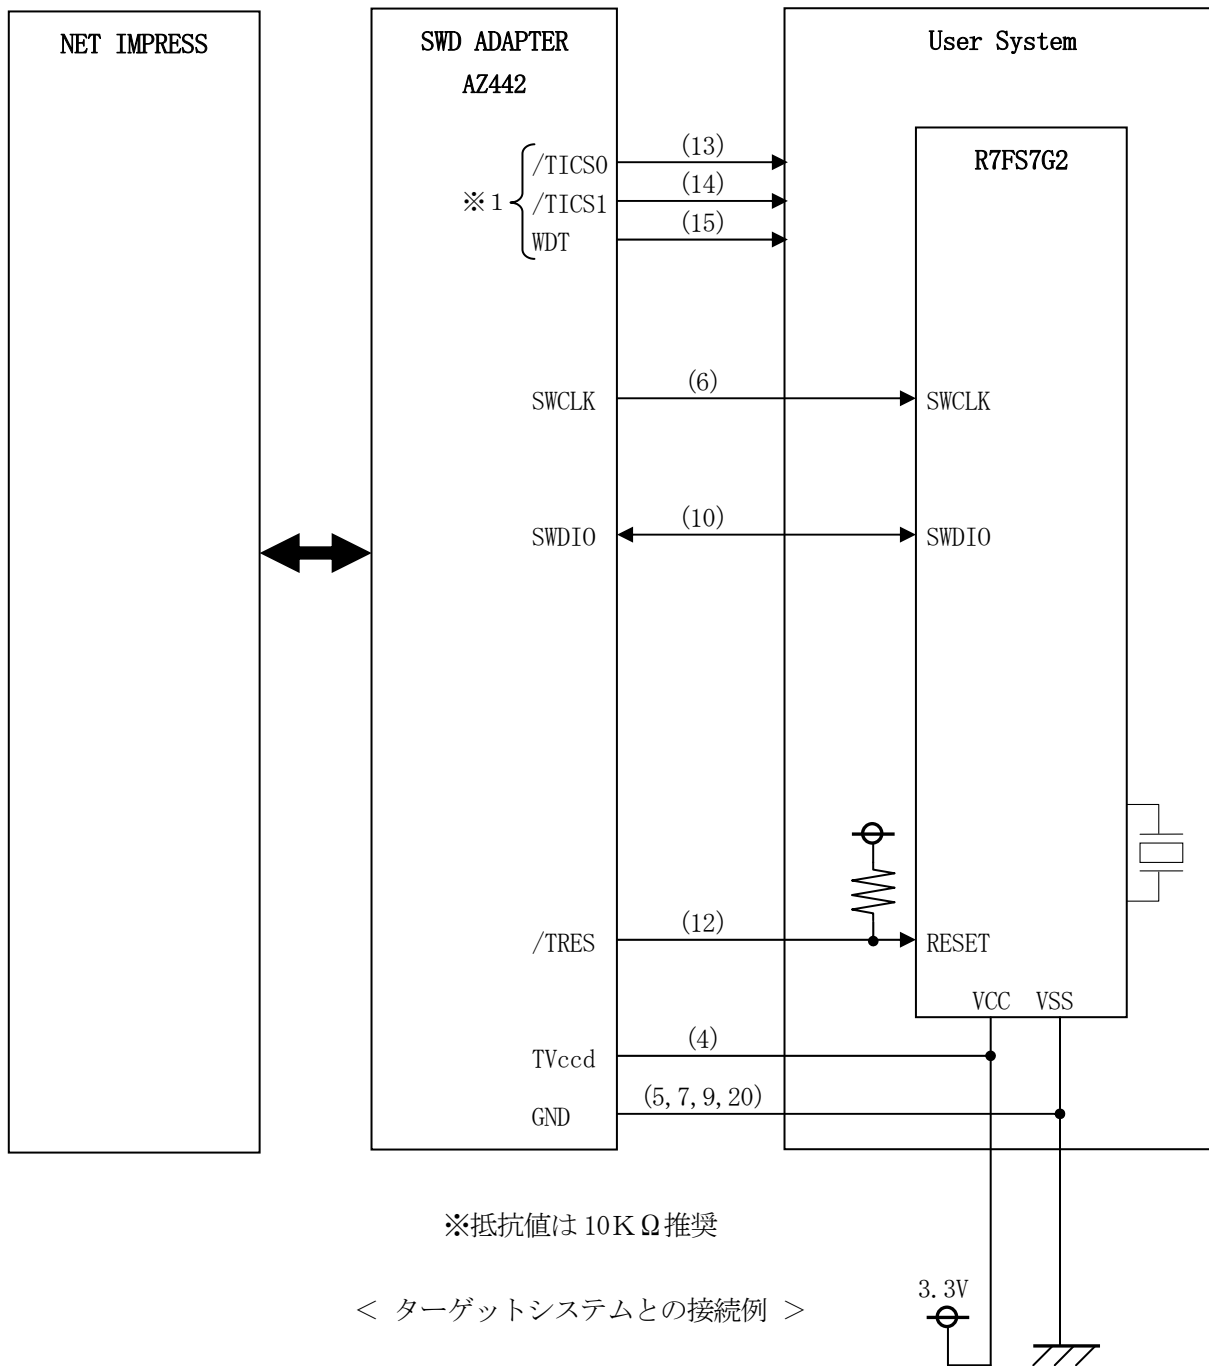 NET IMPRESS
SWD ADAPTER
AZ442
User System
R7FS7G2
※1
/TICS0
(13)
/TICS1
(14)
WDT
(15)
SWCLK
(6)
SWCLK
SWDIO
(10)
SWDIO
/TRES
(12)
RESET
VCC VSS
TVccd
(4)
GND
(5,7,9,20)
※抵抗値は10KΩ推奨
< ターゲットシステムとの接続例 >
3.3V